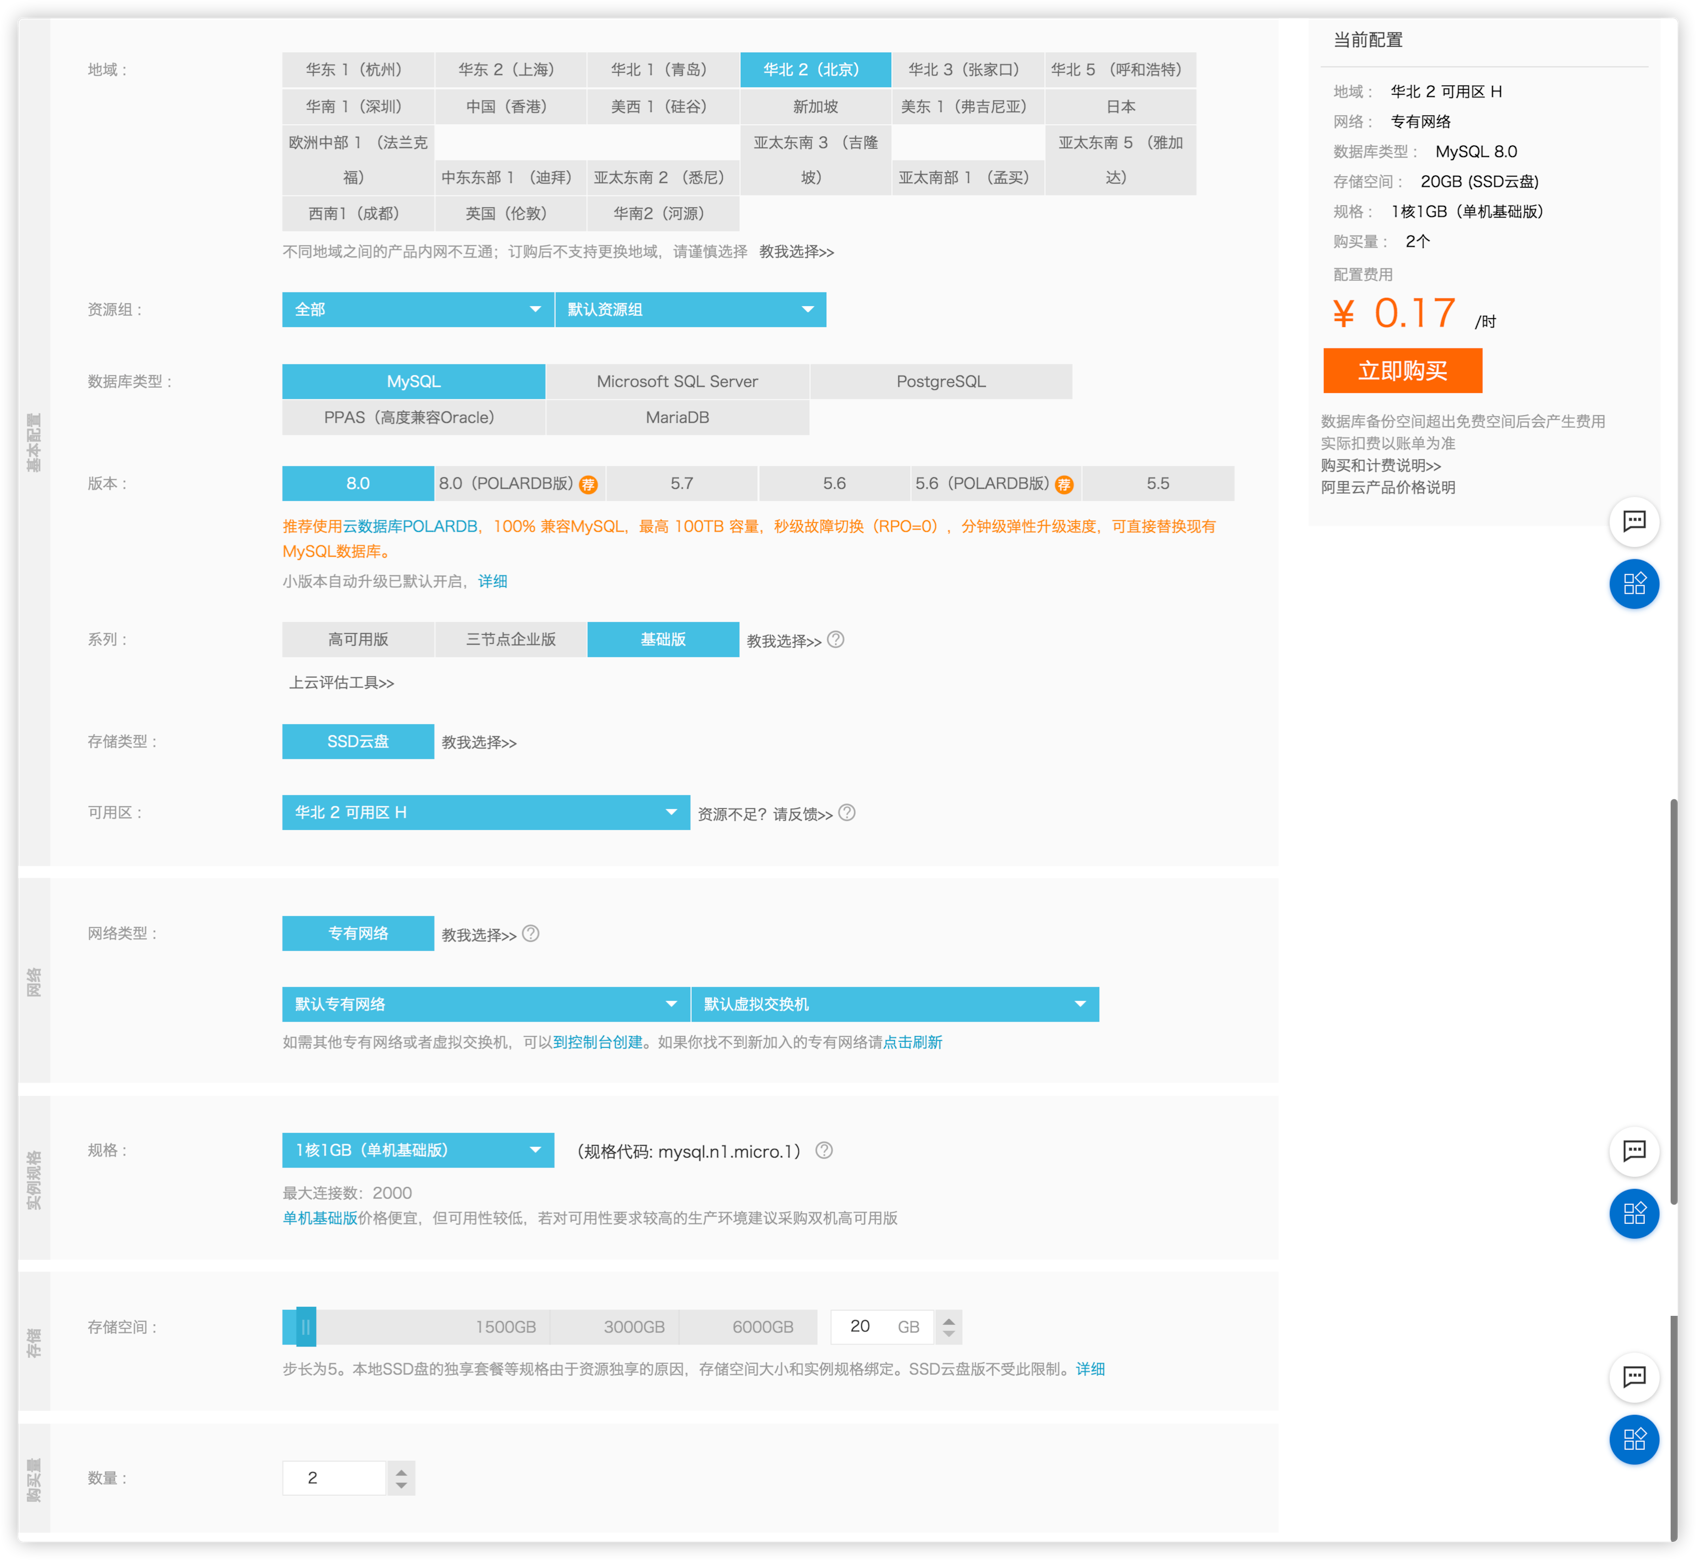 地域：
华东 1（杭州） 华东 2（上海） 华北 1（青岛） 华北 2（北京） 华北 3（张家口） 华北 5 （呼和浩特）
华南 1（深圳） 中国（香港） 美西 1（硅谷） 新加坡 美东 1（弗吉尼亚） 日本
欧洲中部 1 （法兰克福） 中东东部 1 （迪拜） 亚太东南 2 （悉尼） 亚太东南 3 （吉隆坡） 亚太南部 1 （孟买） 亚太东南 5 （雅加达）
西南1（成都） 英国（伦敦） 华南2（河源）
不同地域之间的产品内网不互通；订购后不支持更换地域，请谨慎选择 教我选择>>
资源组：
全部 默认资源组
基本配置
数据库类型：
MySQL Microsoft SQL Server PostgreSQL
PPAS（高度兼容Oracle） MariaDB
版本：
8.0 8.0（POLARDB版）荐 5.7 5.6 5.6（POLARDB版）荐 5.5
推荐使用云数据库POLARDB，100% 兼容MySQL，最高 100TB 容量，秒级故障切换（RPO=0），分钟级弹性升级速度，可直接替换现有
MySQL数据库。
小版本自动升级已默认开启，详细
系列：
高可用版 三节点企业版 基础版 教我选择>> ?
上云评估工具>>
存储类型：
SSD云盘 教我选择>>
可用区：
华北 2 可用区 H 资源不足？请反馈>> ?
网络
网络类型：
专有网络 教我选择>> ?
默认专有网络 默认虚拟交换机
如需其他专有网络或者虚拟交换机，可以到控制台创建。如果你找不到新加入的专有网络请点击刷新
实例规格
规格：
1核1GB（单机基础版） （规格代码: mysql.n1.micro.1） ?
最大连接数：2000
单机基础版价格便宜，但可用性较低，若对可用性要求较高的生产环境建议采购双机高可用版
存储
存储空间：
1500GB 3000GB 6000GB 20 GB
步长为5。本地SSD盘的独享套餐等规格由于资源独享的原因，存储空间大小和实例规格绑定。SSD云盘版不受此限制。详细
购买量
数量：
2
当前配置
地域： 华北 2 可用区 H
网络： 专有网络
数据库类型： MySQL 8.0
存储空间： 20GB (SSD云盘)
规格： 1核1GB（单机基础版）
购买量： 2个
配置费用
¥ 0.17 /时
立即购买
数据库备份空间超出免费空间后会产生费用
实际扣费以账单为准
购买和计费说明>>
阿里云产品价格说明